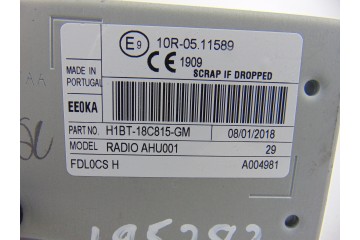 E9 10R-05.11589
MADE IN PORTUGAL
CE 1909
SCRAP IF DROPPED
EE0KA
PART NO. H1BT-18C815-GM 08/01/2018
MODEL RADIO AHU001 29
FDL0CS H A004981